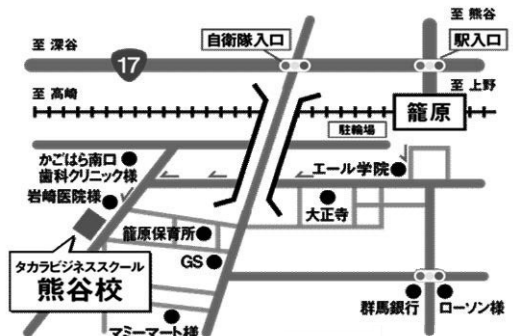 至 熊谷
自衛隊入口
駅入口
至 深谷
17
至 高崎
至 上野
籠原
駐輪場
かごはら南口
歯科クリニック様
エール学院
岩崎医院様
大正寺
籠原保育所
タカラビジネススクール
熊谷校
GS
群馬銀行
ローソン様
マミーマート様